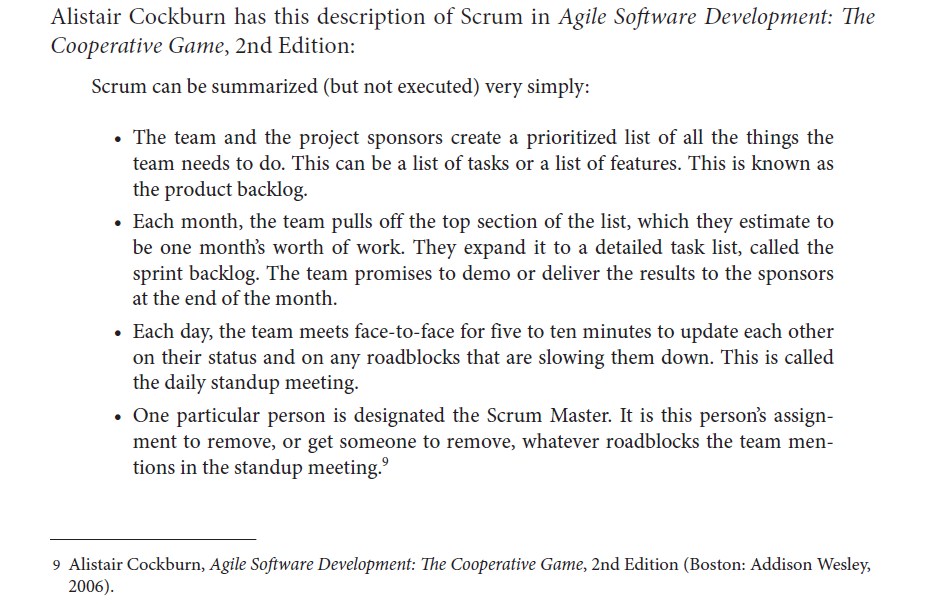 Alistair Cockburn has this description of Scrum in Agile Software Development: The
Cooperative Game, 2nd Edition:
Scrum can be summarized (but not executed) very simply:
• The team and the project sponsors create a prioritized list of all the things the
team needs to do. This can be a list of tasks or a list of features. This is known as
the product backlog.
• Each month, the team pulls off the top section of the list, which they estimate to
be one month’s worth of work. They expand it to a detailed task list, called the
sprint backlog. The team promises to demo or deliver the results to the sponsors
at the end of the month.
• Each day, the team meets face-to-face for five to ten minutes to update each other
on their status and on any roadblocks that are slowing them down. This is called
the daily standup meeting.
• One particular person is designated the Scrum Master. It is this person’s assign-
ment to remove, or get someone to remove, whatever roadblocks the team men-
tions in the standup meeting.9
9 Alistair Cockburn, Agile Software Development: The Cooperative Game, 2nd Edition (Boston: Addison Wesley,
2006).